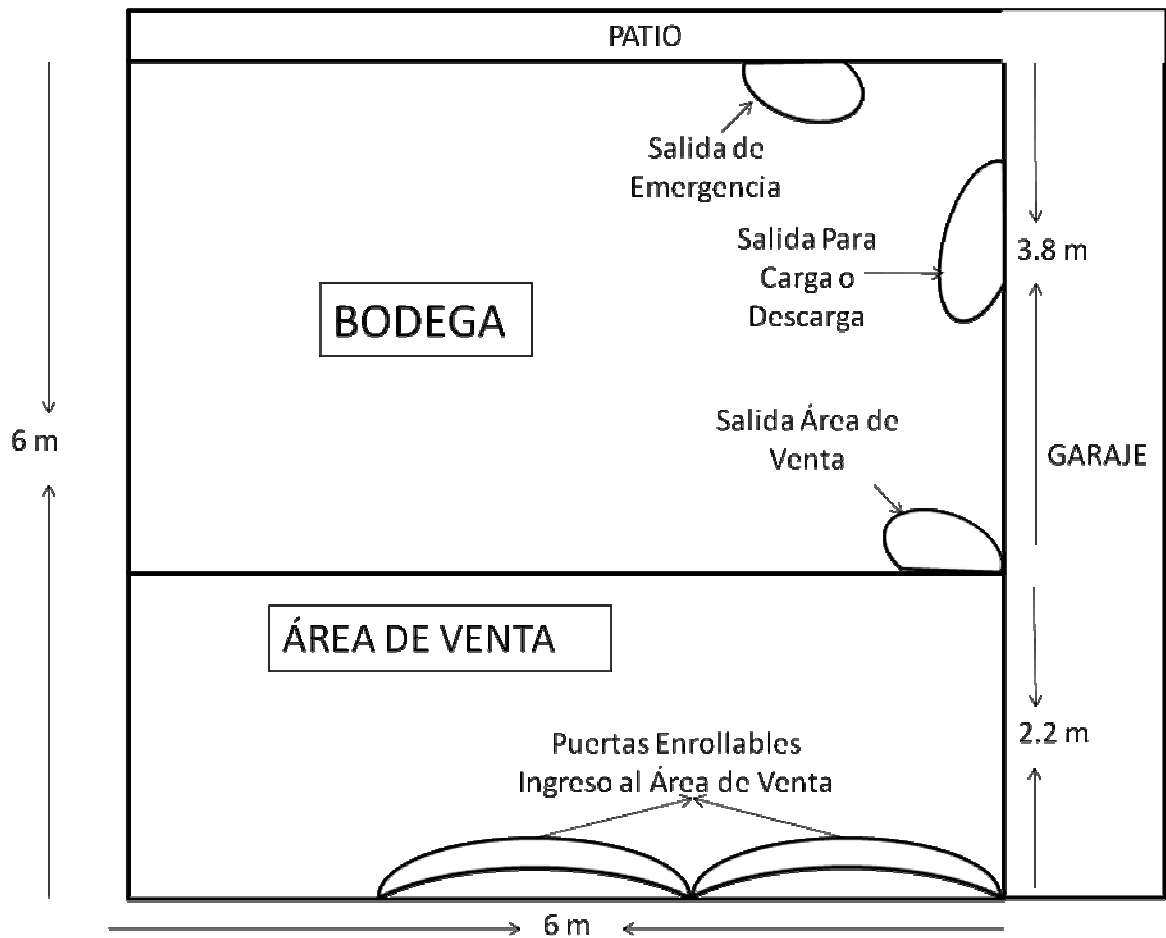 PATIO
Salida de
Emergencia
Salida Para
Carga o
Descarga
3.8 m
BODEGA
Salida Área de
Venta
6 m
GARAJE
ÁREA DE VENTA
2.2 m
Puertas Enrollables
Ingreso al Área de Venta
6 m